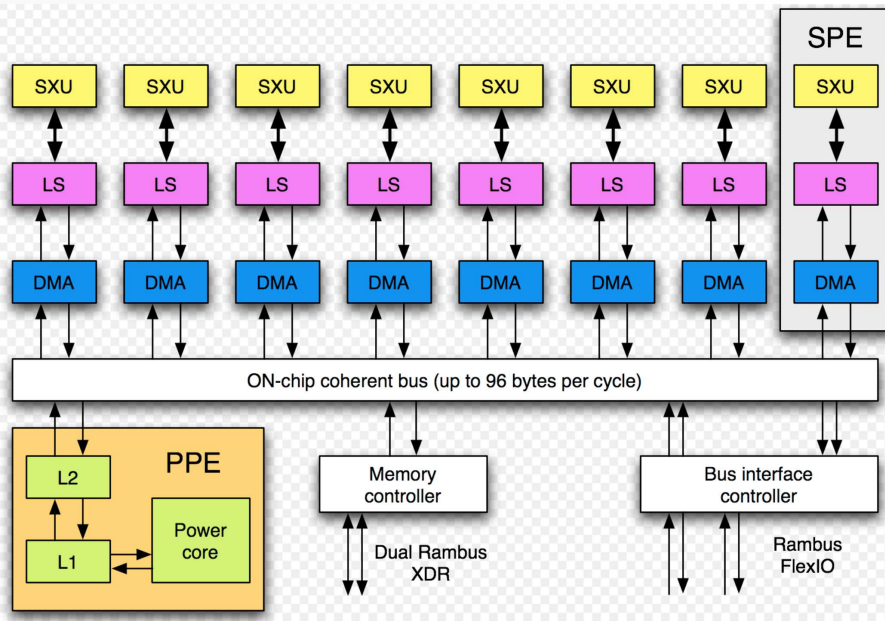 SPE
SXU SXU SXU SXU SXU SXU SXU SXU
LS LS LS LS LS LS LS LS
DMA DMA DMA DMA DMA DMA DMA DMA
ON-chip coherent bus (up to 96 bytes per cycle)
PPE
L2
L1
Power
core
Memory
controller
Dual Rambus
XDR
Bus interface
controller
Rambus
FlexIO